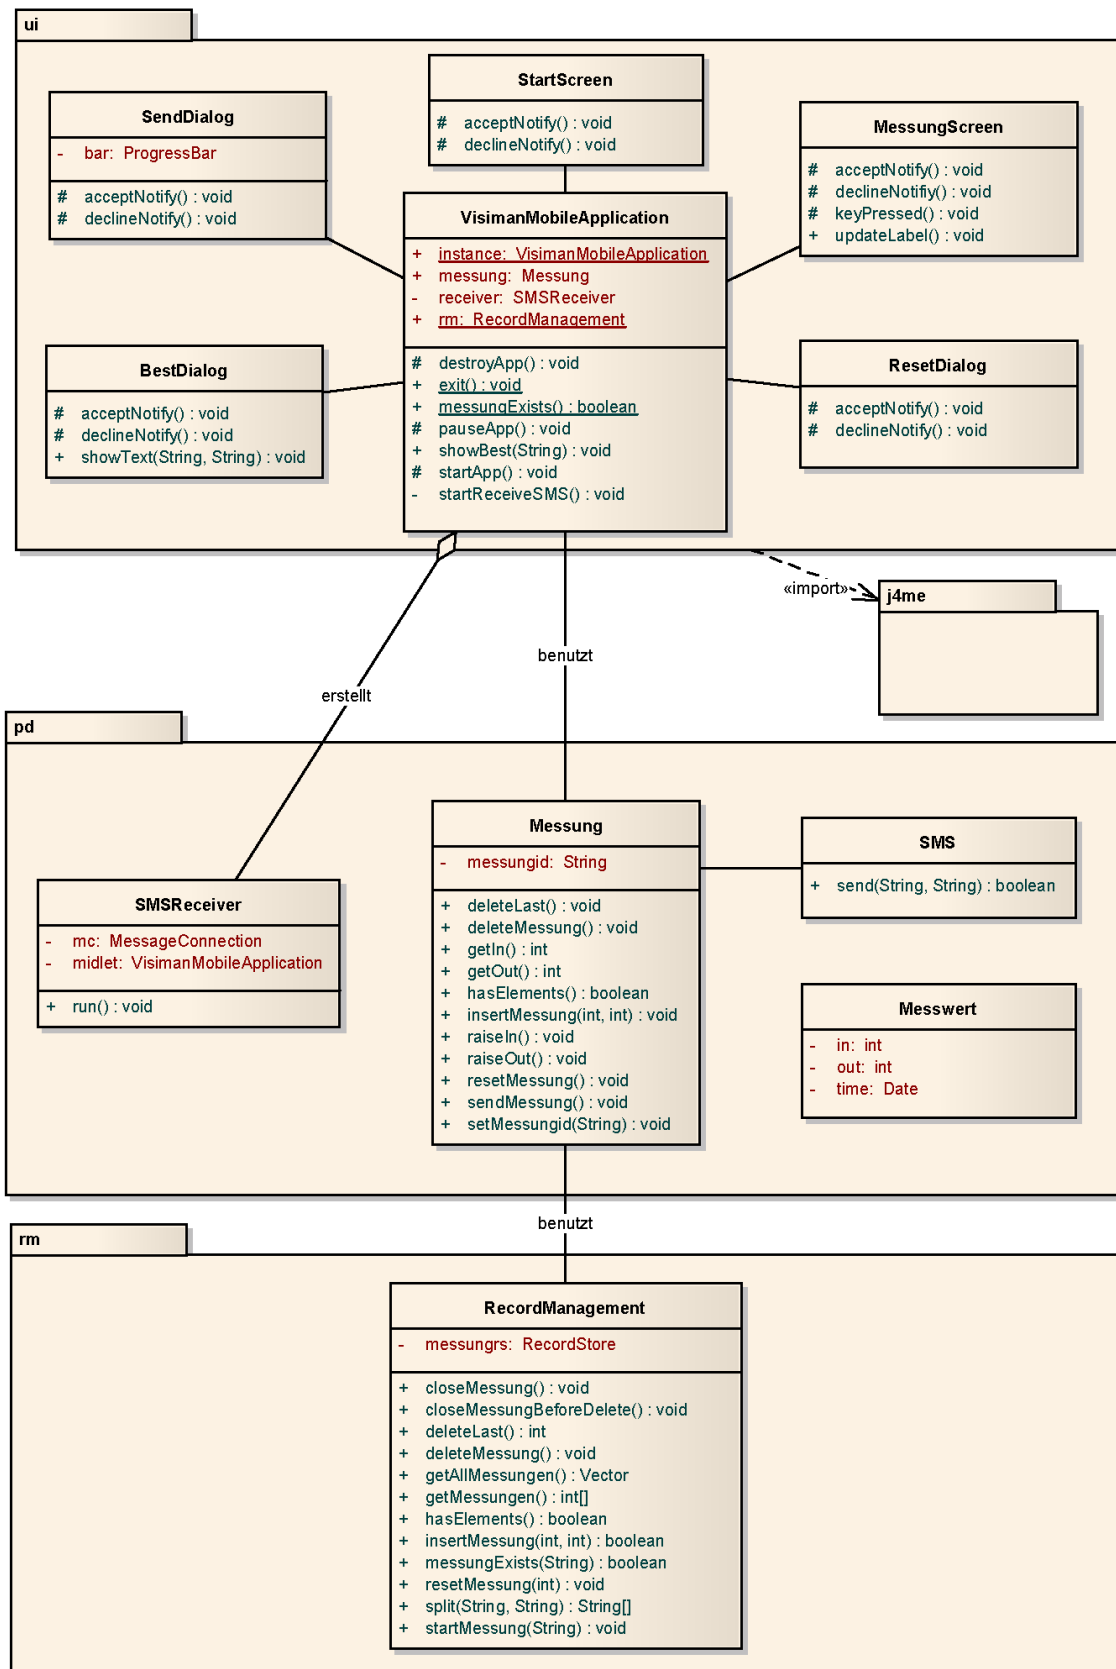 ui
SendDialog
- bar: ProgressBar
# acceptNotify() : void
# declineNotify() : void
StartScreen
# acceptNotify() : void
# declineNotify() : void
MessungScreen
# acceptNotify() : void
# declineNotifiy() : void
# keyPressed() : void
+ updateLabel() : void
VisimanMobileApplication
+ instance: VisimanMobileApplication
+ messung: Messung
- receiver: SMSReceiver
+ rm: RecordManagement
# destroyApp() : void
+ exit() : void
+ messungExists() : boolean
# pauseApp() : void
+ showBest(String) : void
# startApp() : void
- startReceiveSMS() : void
BestDialog
# acceptNotify() : void
# declineNotify() : void
+ showText(String, String) : void
ResetDialog
# acceptNotify() : void
# declineNotify() : void
«import»
j4me
benutzt
erstellt
pd
Messung
- messungid: String
+ deleteLast() : void
+ deleteMessung() : void
+ getIn() : int
+ getOut() : int
+ hasElements() : boolean
+ insertMessung(int, int) : void
+ raiseIn() : void
+ raiseOut() : void
+ resetMessung() : void
+ sendMessung() : void
+ setMessungid(String) : void
SMS
+ send(String, String) : boolean
SMSReceiver
- mc: MessageConnection
- midlet: VisimanMobileApplication
+ run() : void
Messwert
- in: int
- out: int
- time: Date
benutzt
rm
RecordManagement
- messungrs: RecordStore
+ closeMessung() : void
+ closeMessungBeforeDelete() : void
+ deleteLast() : int
+ deleteMessung() : void
+ getAllMessungen() : Vector
+ getMessungen() : int[]
+ hasElements() : boolean
+ insertMessung(int, int) : boolean
+ messungExists(String) : boolean
+ resetMessung(int) : void
+ split(String, String) : String[]
+ startMessung(String) : void